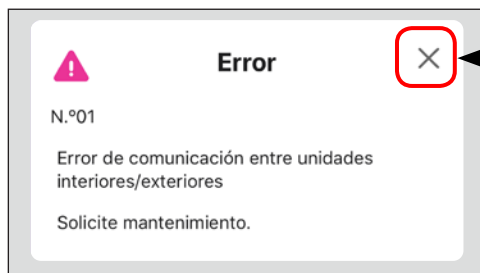 Error
N.º01
Error de comunicación entre unidades
interiores/exteriores
Solicite mantenimiento.